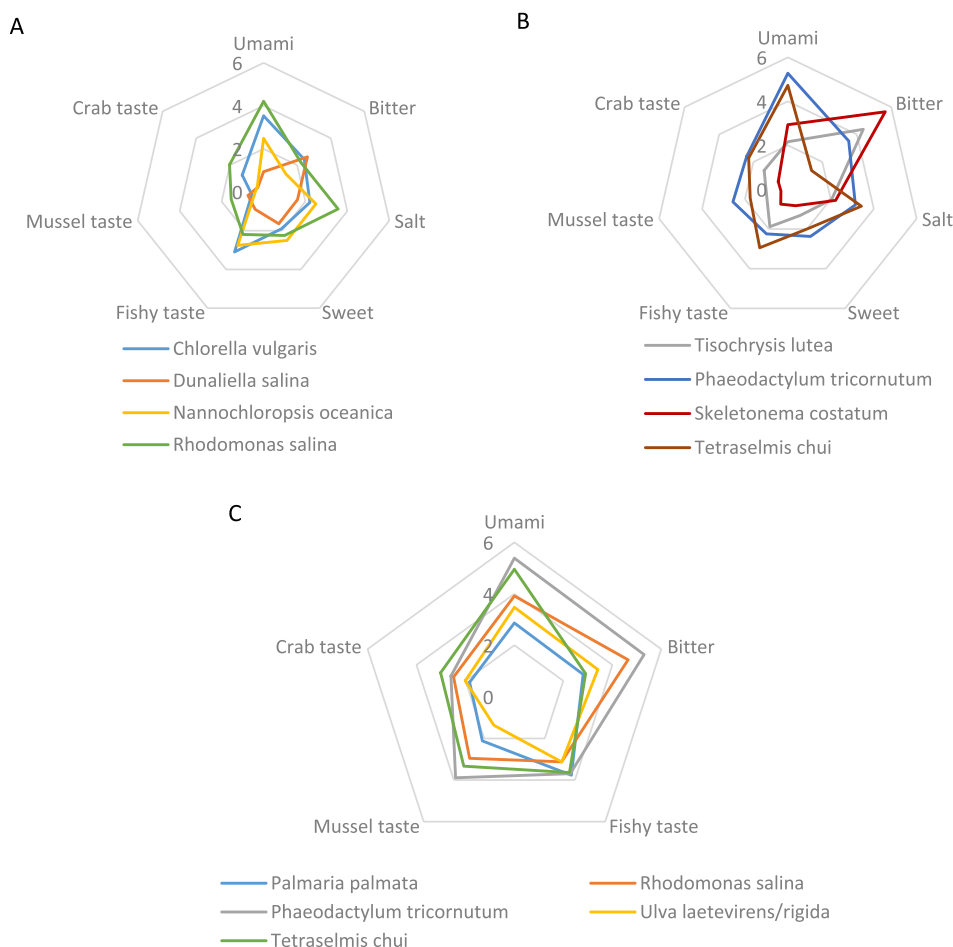 A
Umami
6
4
2
0
Bitter
Salt
Sweet
Fishy taste
Mussel taste
Crab taste
Chlorella vulgaris
Dunaliella salina
Nannochloropsis oceanica
Rhodomonas salina
B
Umami
6
4
2
0
Bitter
Salt
Sweet
Fishy taste
Mussel taste
Crab taste
Tisochrysis lutea
Phaeodactylum tricornutum
Skeletonema costatum
Tetraselmis chui
C
Umami
6
4
2
0
Bitter
Fishy taste
Mussel taste
Crab taste
Palmaria palmata
Rhodomonas salina
Phaeodactylum tricornutum
Ulva laetevirens/rigida
Tetraselmis chui